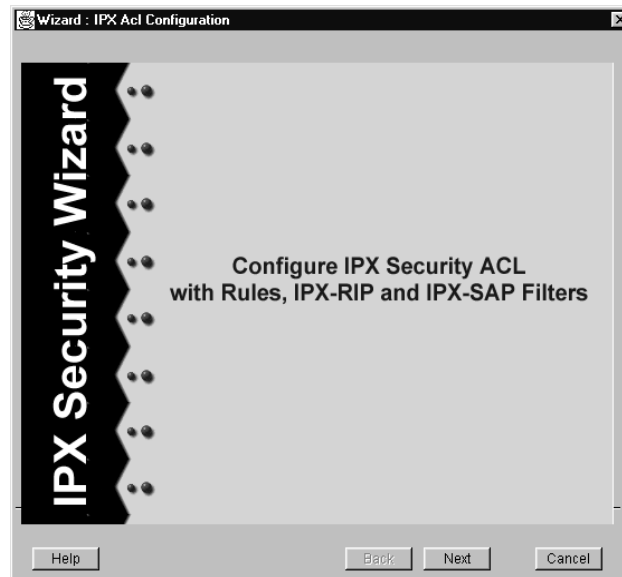 Wizard : IPX Acl Configuration
IPX Security Wizard
Configure IPX Security ACL
with Rules, IPX-RIP and IPX-SAP Filters
Help
Back
Next
Cancel